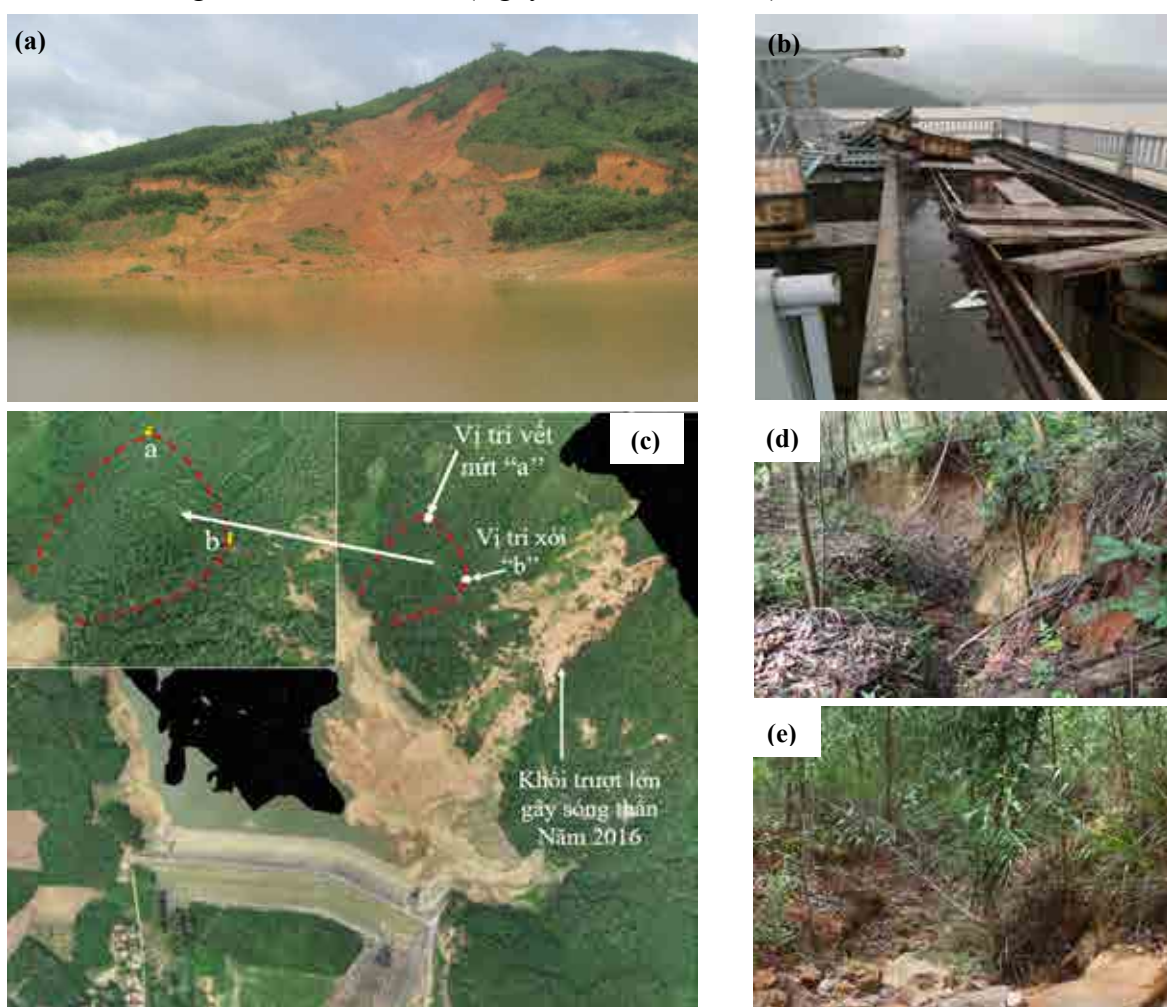 (a)
(b)
(c)
Vị trí vết
nứt “a”
a
b
Vị trí xói
“b”
Khối trượt lớn
gây sóng thần
Năm 2016
(d)
(e)